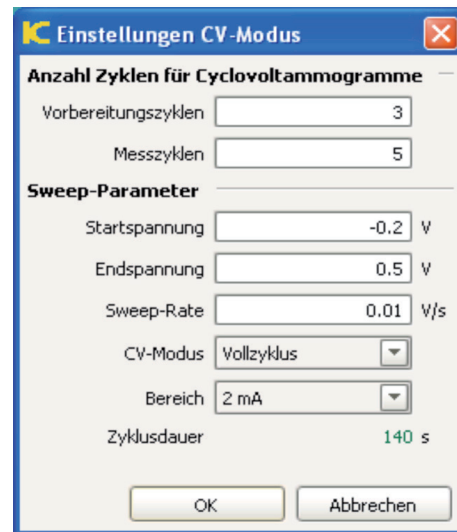 Einstellungen CV-Modus
Anzahl Zyklen für Cyclovoltammogramme
Vorbereitungszyklen 3
Messzyklen 5
Sweep-Parameter
Startspannung -0.2 V
Endspannung 0.5 V
Sweep-Rate 0.01 V/s
CV-Modus Vollzyklus
Bereich 2 mA
Zyklusdauer 140 s
OK Abbrechen